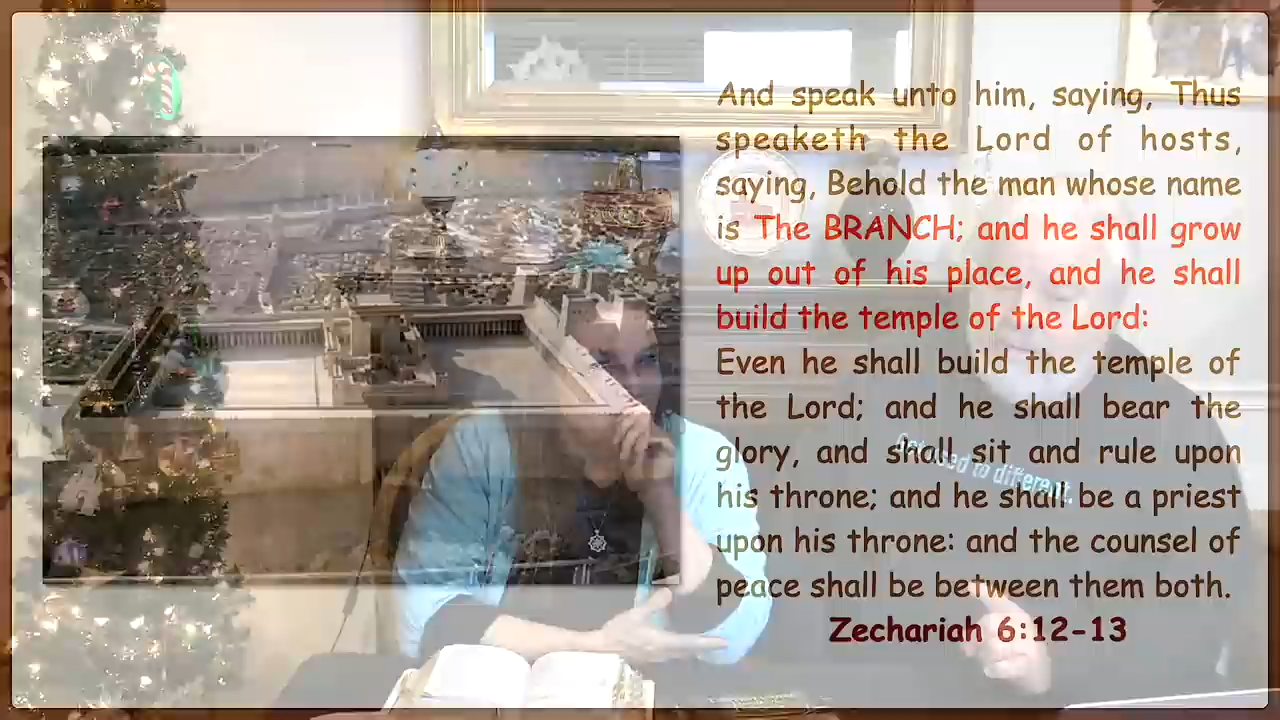 And speak unto him, saying, Thus
speaketh the Lord of hosts,
saying, Behold the man whose name
is The BRANCH; and he shall grow
up out of his place, and he shall
build the temple of the Lord:
Even he shall build the temple of
the Lord; and he shall bear the
glory, and shall sit and rule upon
his throne; and he shall be a priest
upon his throne: and the counsel of
peace shall be between them both.
Zechariah 6:12-13
to different.